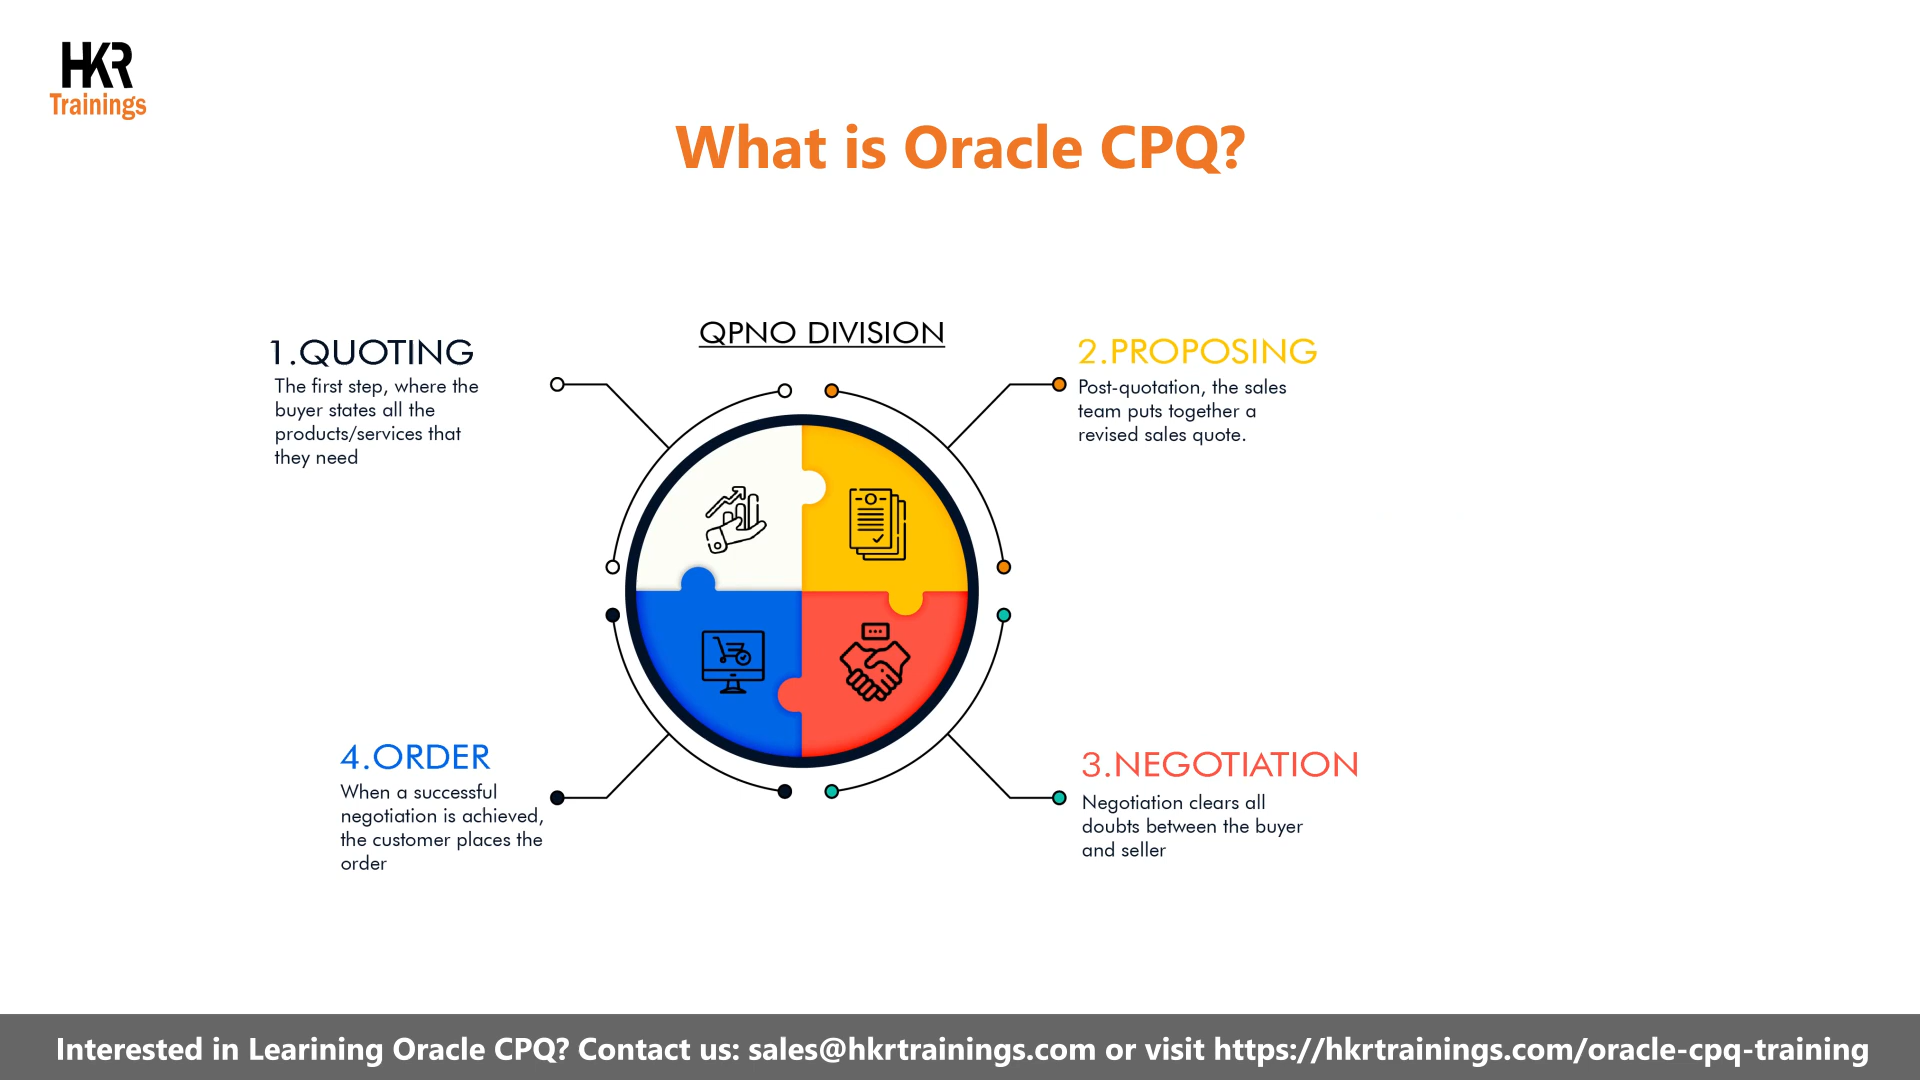 HKR
Trainings
What is Oracle CPQ?
QPNO DIVISION
1.QUOTING
The first step, where the
buyer states all the
products/services that
they need
2.PROPOSING
Post-quotation, the sales
team puts together a
revised sales quote.
3.NEGOTIATION
Negotiation clears all
doubts between the buyer
and seller
4.ORDER
When a successful
negotiation is achieved,
the customer places the
order
Interested in Learining Oracle CPQ? Contact us: sales@hkrtrainings.com or visit https://hkrtrainings.com/oracle-cpq-training